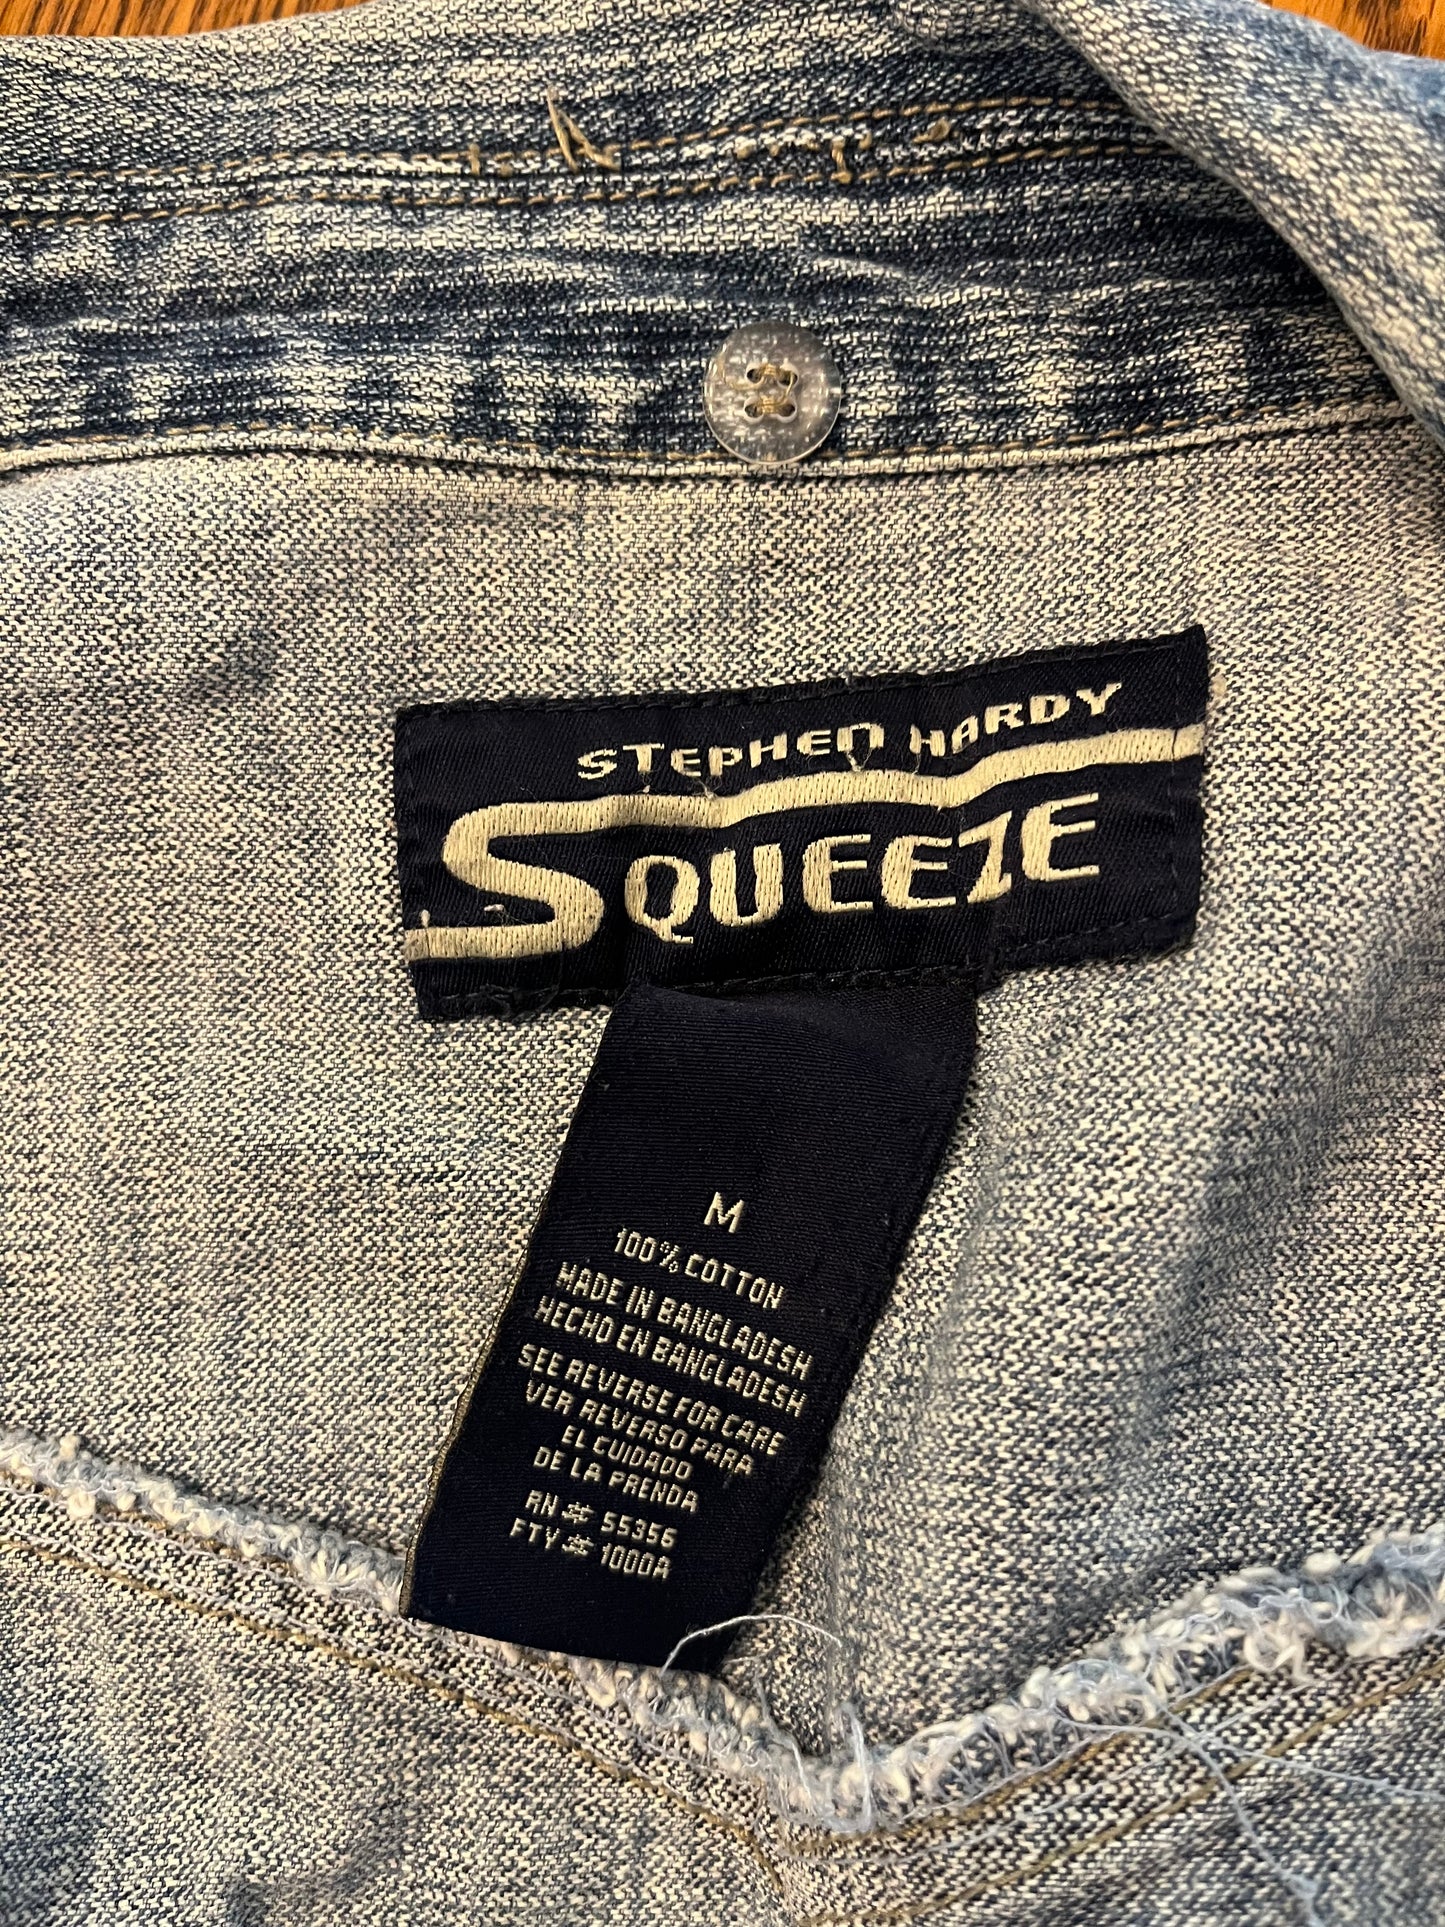 STEPHEN HARDY
SQUEEZE
M
100% COTTON
MADE IN BANGLADESH
HECHO EN BANGLADESH
SEE REVERSE FOR CARE
VER REVERSO PARA
EL CUIDADO
DE LA PRENDA
RN # 55356
FTY # 1000A